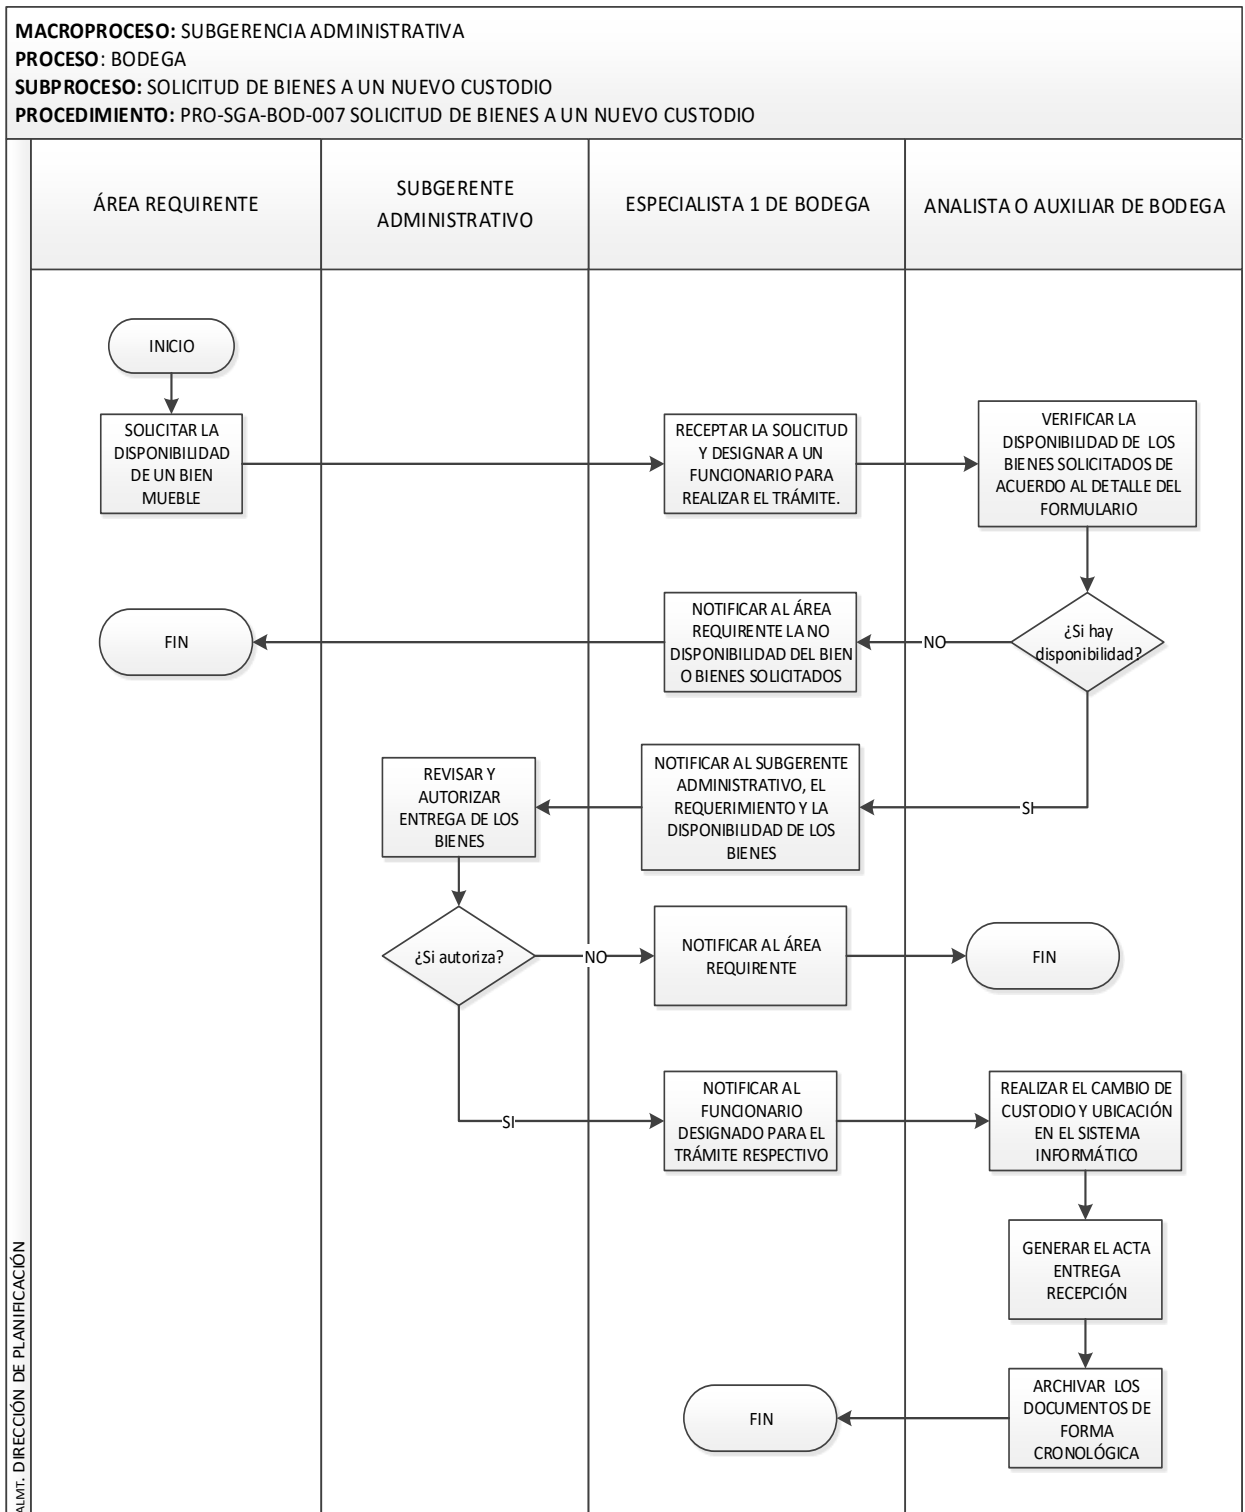 MACROPROCESO: SUBGERENCIA ADMINISTRATIVA
PROCESO: BODEGA
SUBPROCESO: SOLICITUD DE BIENES A UN NUEVO CUSTODIO
PROCEDIMIENTO: PRO-SGA-BOD-007 SOLICITUD DE BIENES A UN NUEVO CUSTODIO
ÁREA REQUIRENTE
SUBGERENTE
ADMINISTRATIVO
ESPECIALISTA 1 DE BODEGA
ANALISTA O AUXILIAR DE BODEGA
INICIO
SOLICITAR LA
DISPONIBILIDAD
DE UN BIEN
MUEBLE
RECEPTAR LA SOLICITUD
Y DESIGNAR A UN
FUNCIONARIO PARA
REALIZAR EL TRÁMITE.
VERIFICAR LA
DISPONIBILIDAD DE LOS
BIENES SOLICITADOS DE
ACUERDO AL DETALLE DEL
FORMULARIO
¿Si hay
disponibilidad?
NO
NOTIFICAR AL ÁREA
REQUIRENTE LA NO
DISPONIBILIDAD DEL BIEN
O BIENES SOLICITADOS
FIN
SI
NOTIFICAR AL SUBGERENTE
ADMINISTRATIVO, EL
REQUERIMIENTO Y LA
DISPONIBILIDAD DE LOS
BIENES
REVISAR Y
AUTORIZAR
ENTREGA DE LOS
BIENES
¿Si autoriza?
NO
NOTIFICAR AL ÁREA
REQUIRENTE
FIN
SI
NOTIFICAR AL
FUNCIONARIO
DESIGNADO PARA EL
TRÁMITE RESPECTIVO
REALIZAR EL CAMBIO DE
CUSTODIO Y UBICACIÓN
EN EL SISTEMA
INFORMÁTICO
GENERAR EL ACTA
ENTREGA
RECEPCIÓN
ARCHIVAR LOS
DOCUMENTOS DE
FORMA
CRONOLÓGICA
FIN
ALMT. DIRECCIÓN DE PLANIFICACIÓN